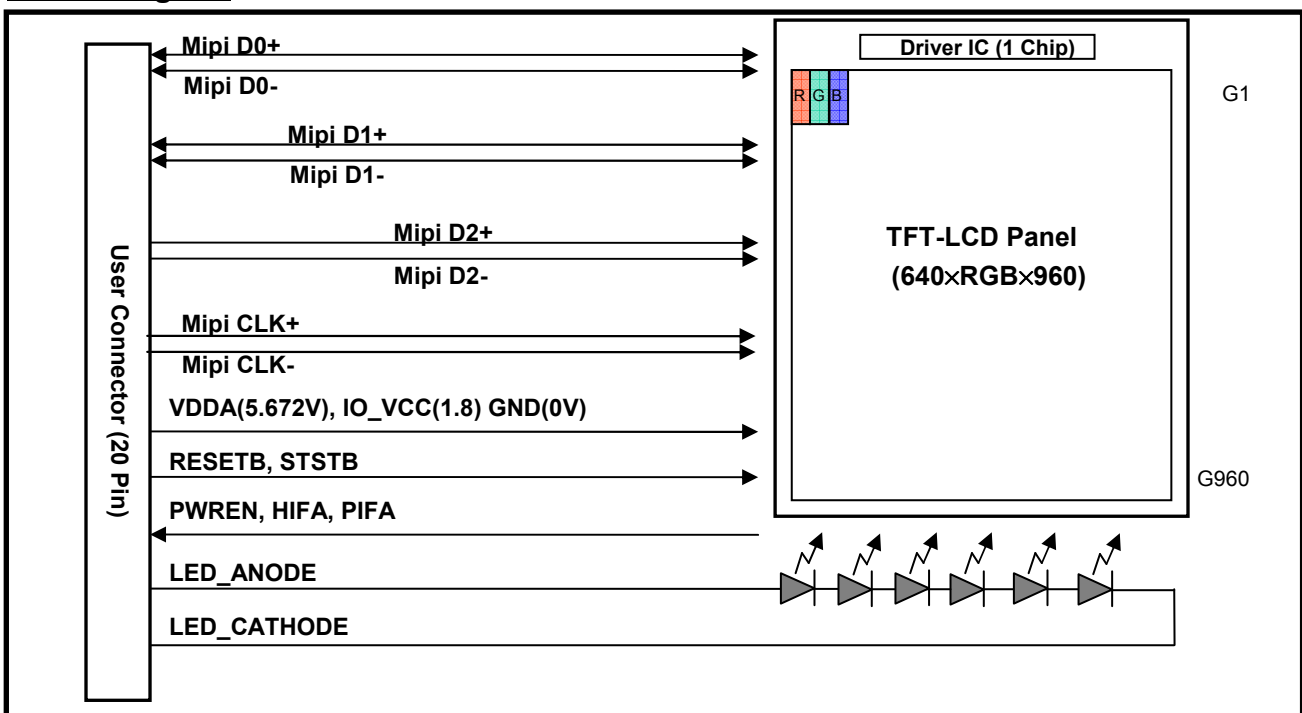 Mipi D0+
Mipi D0-
Mipi D1+
Mipi D1-
Mipi D2+
Mipi D2-
Mipi CLK+
Mipi CLK-
VDDA(5.672V), IO_VCC(1.8) GND(0V)
RESETB, STSTB
PWREN, HIFA, PIFA
LED_ANODE
LED_CATHODE
User Connector (20 Pin)
Driver IC (1 Chip)
R G B
G1
TFT-LCD Panel
(640×RGB×960)
G960